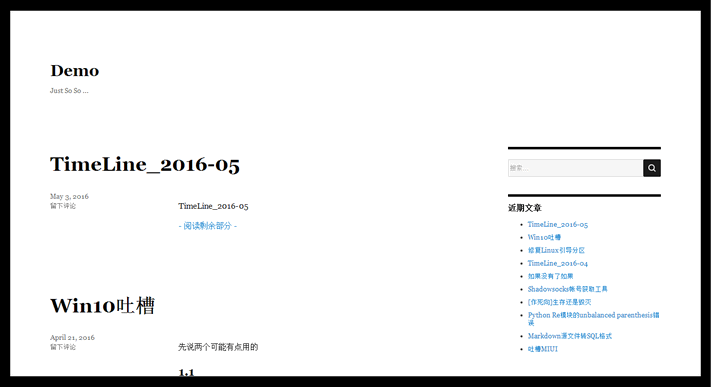 Demo
Just So So ...
TimeLine_2016-05
May 3, 2016
留下评论
TimeLine_2016-05
- 阅读剩余部分 -
Win10吐槽
April 21, 2016
留下评论
先说两个可能有点用的
1.1
搜索…
近期文章
TimeLine_2016-05
Win10吐槽
修复Linux引导分区
TimeLine_2016-04
如果没有了如果
Shadowsocks帐号获取工具
[作死向]生存还是毁灭
Python Re模块的unbalanced parenthesis错
误
Markdown源文件转SQL格式
吐槽MIUI